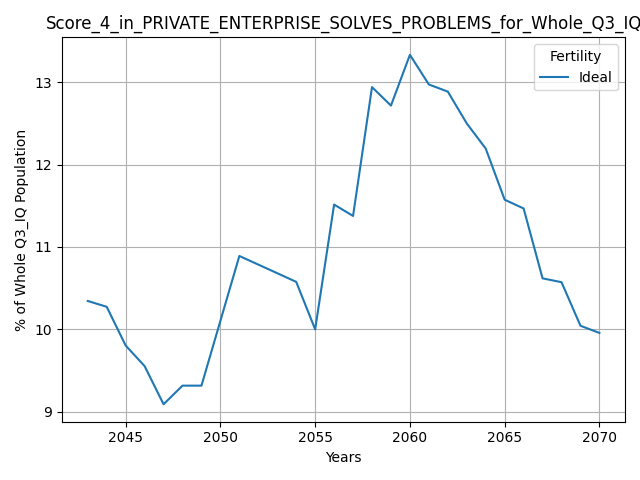 Score_4_in_PRIVATE_ENTERPRISE_SOLVES_PROBLEMS_for_Whole_Q3_IQ
Fertility
Ideal
% of Whole Q3_IQ Population
13
12
11
10
9
2045 2050 2055 2060 2065 2070
Years